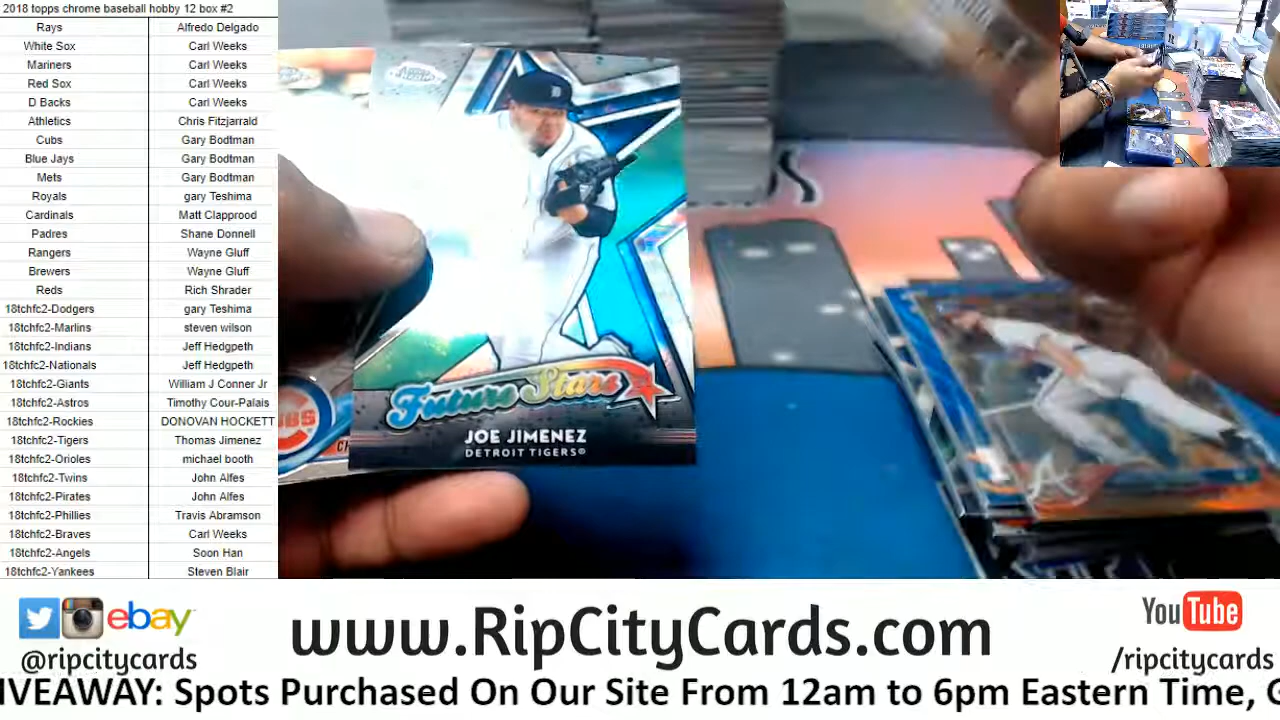 2018 topps chrome baseball hobby 12 box #2
Rays Alfredo Delgado
White Sox Carl Weeks
Mariners Carl Weeks
Red Sox Carl Weeks
D Backs Carl Weeks
Athletics Chris Fitzjarrald
Cubs Gary Bodtman
Blue Jays Gary Bodtman
Mets Gary Bodtman
Royals gary Teshima
Cardinals Matt Clapprood
Padres Shane Donnell
Rangers Wayne Gluff
Brewers Wayne Gluff
Reds Rich Shrader
18tchfc2-Dodgers gary Teshima
18tchfc2-Marlins steven wilson
18tchfc2-Indians Jeff Hedgpeth
18tchfc2-Nationals Jeff Hedgpeth
18tchfc2-Giants William J Conner Jr
18tchfc2-Astros Timothy Cour-Palais
18tchfc2-Rockies DONOVAN HOCKETT
18tchfc2-Tigers Thomas Jimenez
18tchfc2-Orioles michael booth
18tchfc2-Twins John Alfes
18tchfc2-Pirates John Alfes
18tchfc2-Phillies Travis Abramson
18tchfc2-Braves Carl Weeks
18tchfc2-Angels Soon Han
18tchfc2-Yankees Steven Blair
Future Stars
JOE JIMENEZ
DETROIT TIGERS®
UBS
CH
ebay
@ripcitycards
www.RipCityCards.com
YouTube
/ripcitycards
IVEAWAY: Spots Purchased On Our Site From 12am to 6pm Eastern Time, G